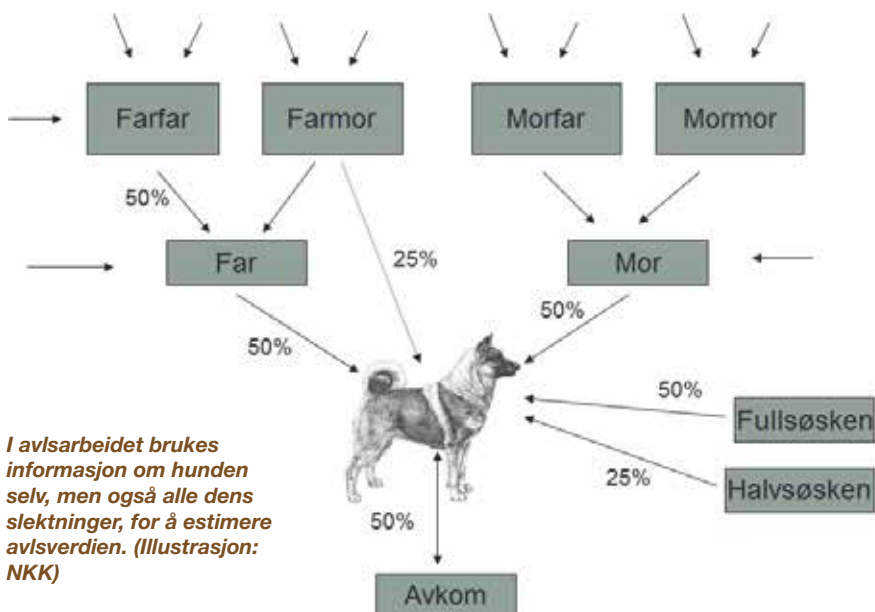 Farfar
Farmor
Morfar
Mormor
50%
Far
25%
Mor
50%
50%
50%
Fullsøsken
25%
Halvsøsken
I avlsarbeidet brukes
informasjon om hunden
selv, men også alle dens
slektninger, for å estimere
avlsverdien. (Illustrasjon:
NKK)
50%
Avkom